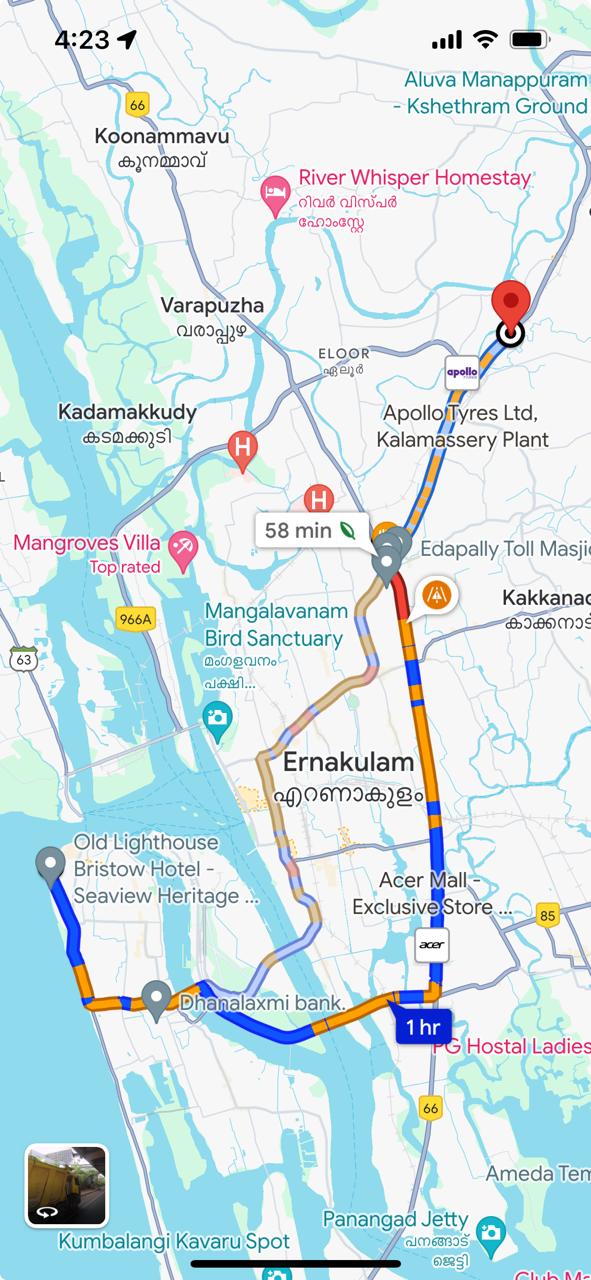 4:23
Aluva Manappuram
- Kshethram Ground
66
Koonammavu
കൂനമ്മാവ്
River Whisper Homestay
റിവർ വിസ്‌പർ
ഹോംസ്റ്റേ
Varapuzha
വരാപ്പുഴ
ELOOR
ഏലൂർ
apollo
Apollo Tyres Ltd,
Kalamassery Plant
Kadamakkudy
കടമക്കുടി
H
H
58 min
Edapally Toll Masji
Mangroves Villa
Top rated
Kakkanad
കാക്കനാട്
966A
Mangalavanam
Bird Sanctuary
മംഗളവനം
പക്ഷി...
63
Ernakulam
എറണാകുളം
Old Lighthouse
Bristow Hotel -
Seaview Heritage ...
Acer Mall -
Exclusive Store ...
85
acer
Dhanalaxmi bank.
1 hr
PG Hostal Ladies
66
Ameda Tem
Panangad Jetty
പനങ്ങാട്
ജെട്ടി
Kumbalangi Kavaru Spot